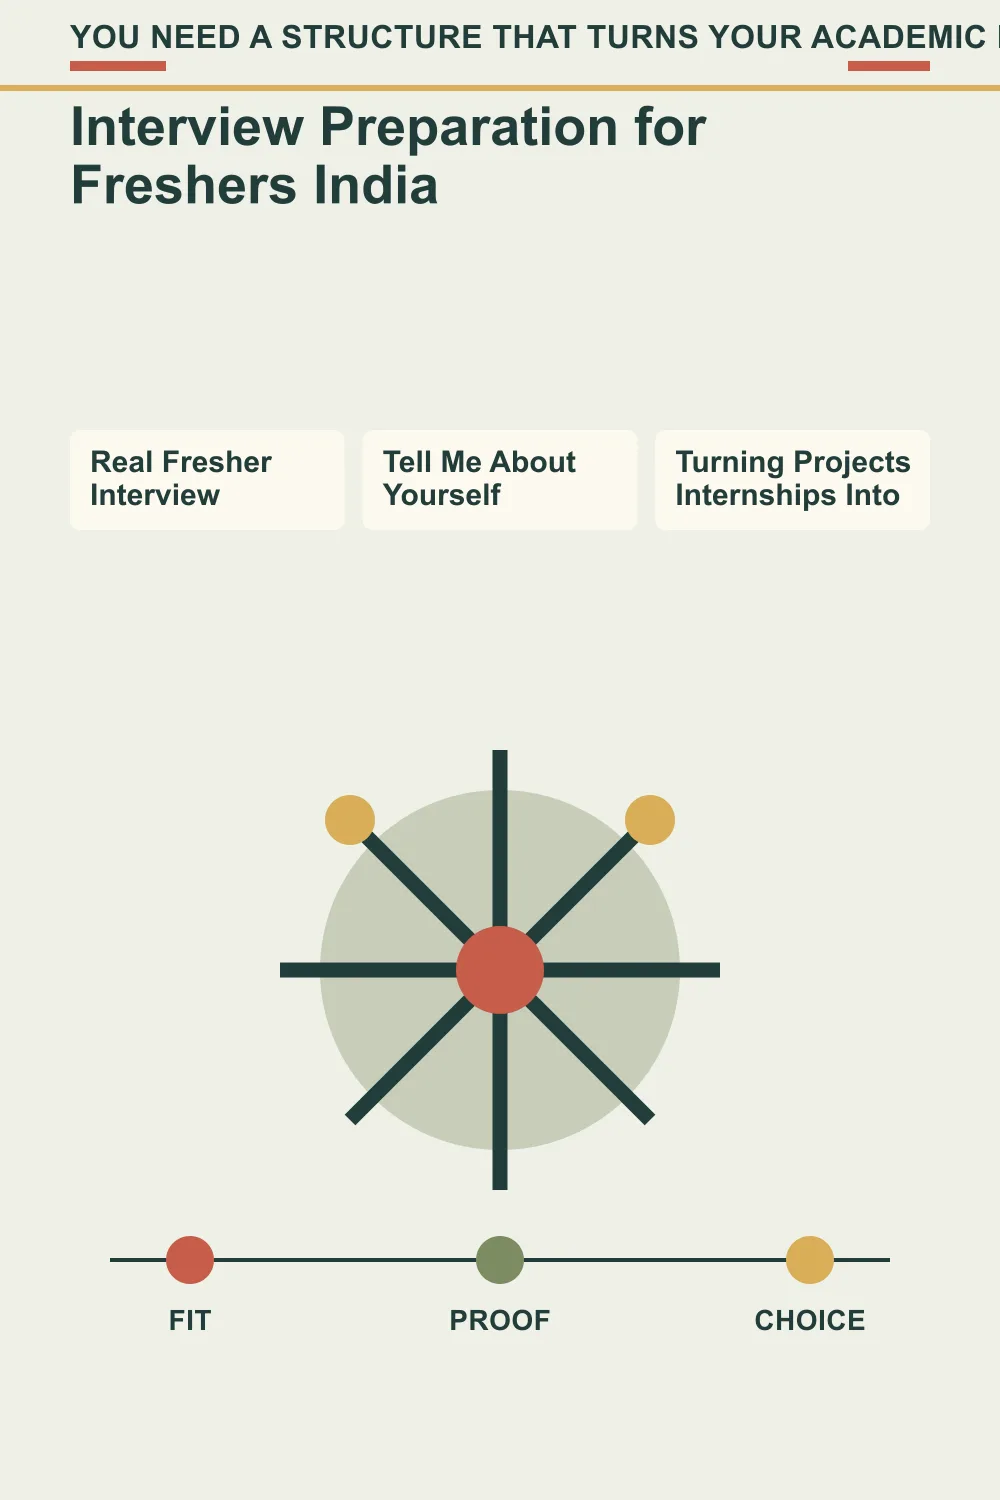 YOU NEED A STRUCTURE THAT TURNS YOUR ACADEMIC
Interview Preparation for
Freshers India
Real Fresher
Interview
Tell Me About
Yourself
Turning Projects
Internships Into
FIT
PROOF
CHOICE